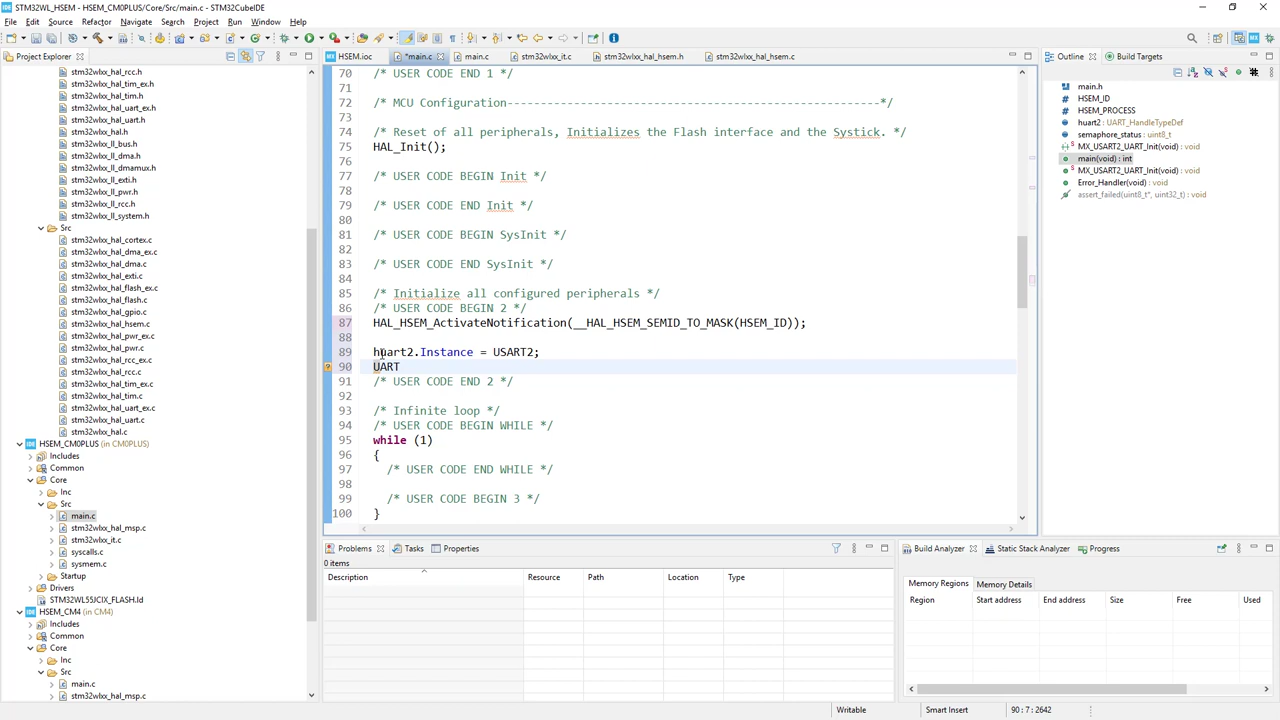 STM32WL_HSEM - HSEM_CM0PLUS/Core/Src/main.c - STM32CubeIDE
File Edit Source Refactor Navigate Search Project Run Window Help
Project Explorer
stm32wlxx_hal_rcc.h
stm32wlxx_hal_tim_ex.h
stm32wlxx_hal_tim.h
stm32wlxx_hal_uart_ex.h
stm32wlxx_hal_uart.h
stm32wlxx_hal.h
stm32wlxx_ll_bus.h
stm32wlxx_ll_dma.h
stm32wlxx_ll_dmamux.h
stm32wlxx_ll_exti.h
stm32wlxx_ll_pwr.h
stm32wlxx_ll_rcc.h
stm32wlxx_ll_system.h
Src
stm32wlxx_hal_cortex.c
stm32wlxx_hal_dma_ex.c
stm32wlxx_hal_dma.c
stm32wlxx_hal_exti.c
stm32wlxx_hal_flash_ex.c
stm32wlxx_hal_flash.c
stm32wlxx_hal_gpio.c
stm32wlxx_hal_hsem.c
stm32wlxx_hal_pwr_ex.c
stm32wlxx_hal_pwr.c
stm32wlxx_hal_rcc_ex.c
stm32wlxx_hal_rcc.c
stm32wlxx_hal_tim_ex.c
stm32wlxx_hal_tim.c
stm32wlxx_hal_uart_ex.c
stm32wlxx_hal_uart.c
stm32wlxx_hal.c
HSEM_CM0PLUS (in CM0PLUS)
Includes
Common
Core
Inc
Src
main.c
stm32wlxx_hal_msp.c
stm32wlxx_it.c
syscalls.c
sysmem.c
Startup
Drivers
STM32WL55JCIX_FLASH.ld
HSEM_CM4 (in CM4)
Includes
Common
Core
Inc
Src
main.c
stm32wlxx_hal_msp.c
HSEM.ioc *main.c main.c stm32wlxx_it.c stm32wlxx_hal_hsem.h stm32wlxx_hal_hsem.c
70 /* USER CODE END 1 */
71
72 /* MCU Configuration--------------------------------------------------------*/
73
74 /* Reset of all peripherals, Initializes the Flash interface and the Systick. */
75 HAL_Init();
76
77 /* USER CODE BEGIN Init */
78
79 /* USER CODE END Init */
80
81 /* USER CODE BEGIN SysInit */
82
83 /* USER CODE END SysInit */
84
85 /* Initialize all configured peripherals */
86 /* USER CODE BEGIN 2 */
87 HAL_HSEM_ActivateNotification(__HAL_HSEM_SEMID_TO_MASK(HSEM_ID));
88
89 huart2.Instance = USART2;
90 UART
91 /* USER CODE END 2 */
92
93 /* Infinite loop */
94 /* USER CODE BEGIN WHILE */
95 while (1)
96 {
97 /* USER CODE END WHILE */
98
99 /* USER CODE BEGIN 3 */
100 }
Outline Build Targets
main.h
HSEM_ID
HSEM_PROCESS
huart2 : UART_HandleTypeDef
semaphore_status : uint8_t
MX_USART2_UART_Init(void) : void
main(void) : int
MX_USART2_UART_Init(void) : void
Error_Handler(void) : void
assert_failed(uint8_t*, uint32_t) : void
Problems Tasks Properties
0 items
Description Resource Path Location Type
Build Analyzer Static Stack Analyzer Progress
Memory Regions Memory Details
Region Start address End address Size Free Used
Writable Smart Insert 90 : 7 : 2642